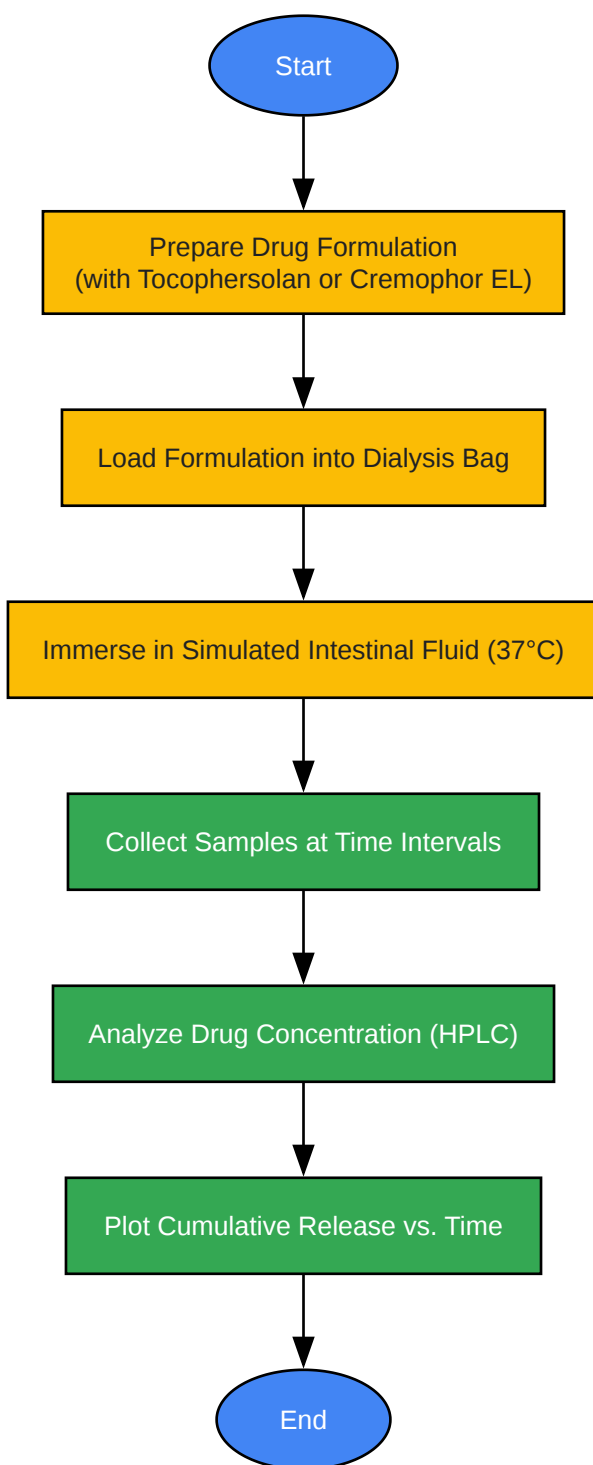 Start
Prepare Drug Formulation
(with Tocophersolan or Cremophor EL)
Load Formulation into Dialysis Bag
Immerse in Simulated Intestinal Fluid (37°C)
Collect Samples at Time Intervals
Analyze Drug Concentration (HPLC)
Plot Cumulative Release vs. Time
End